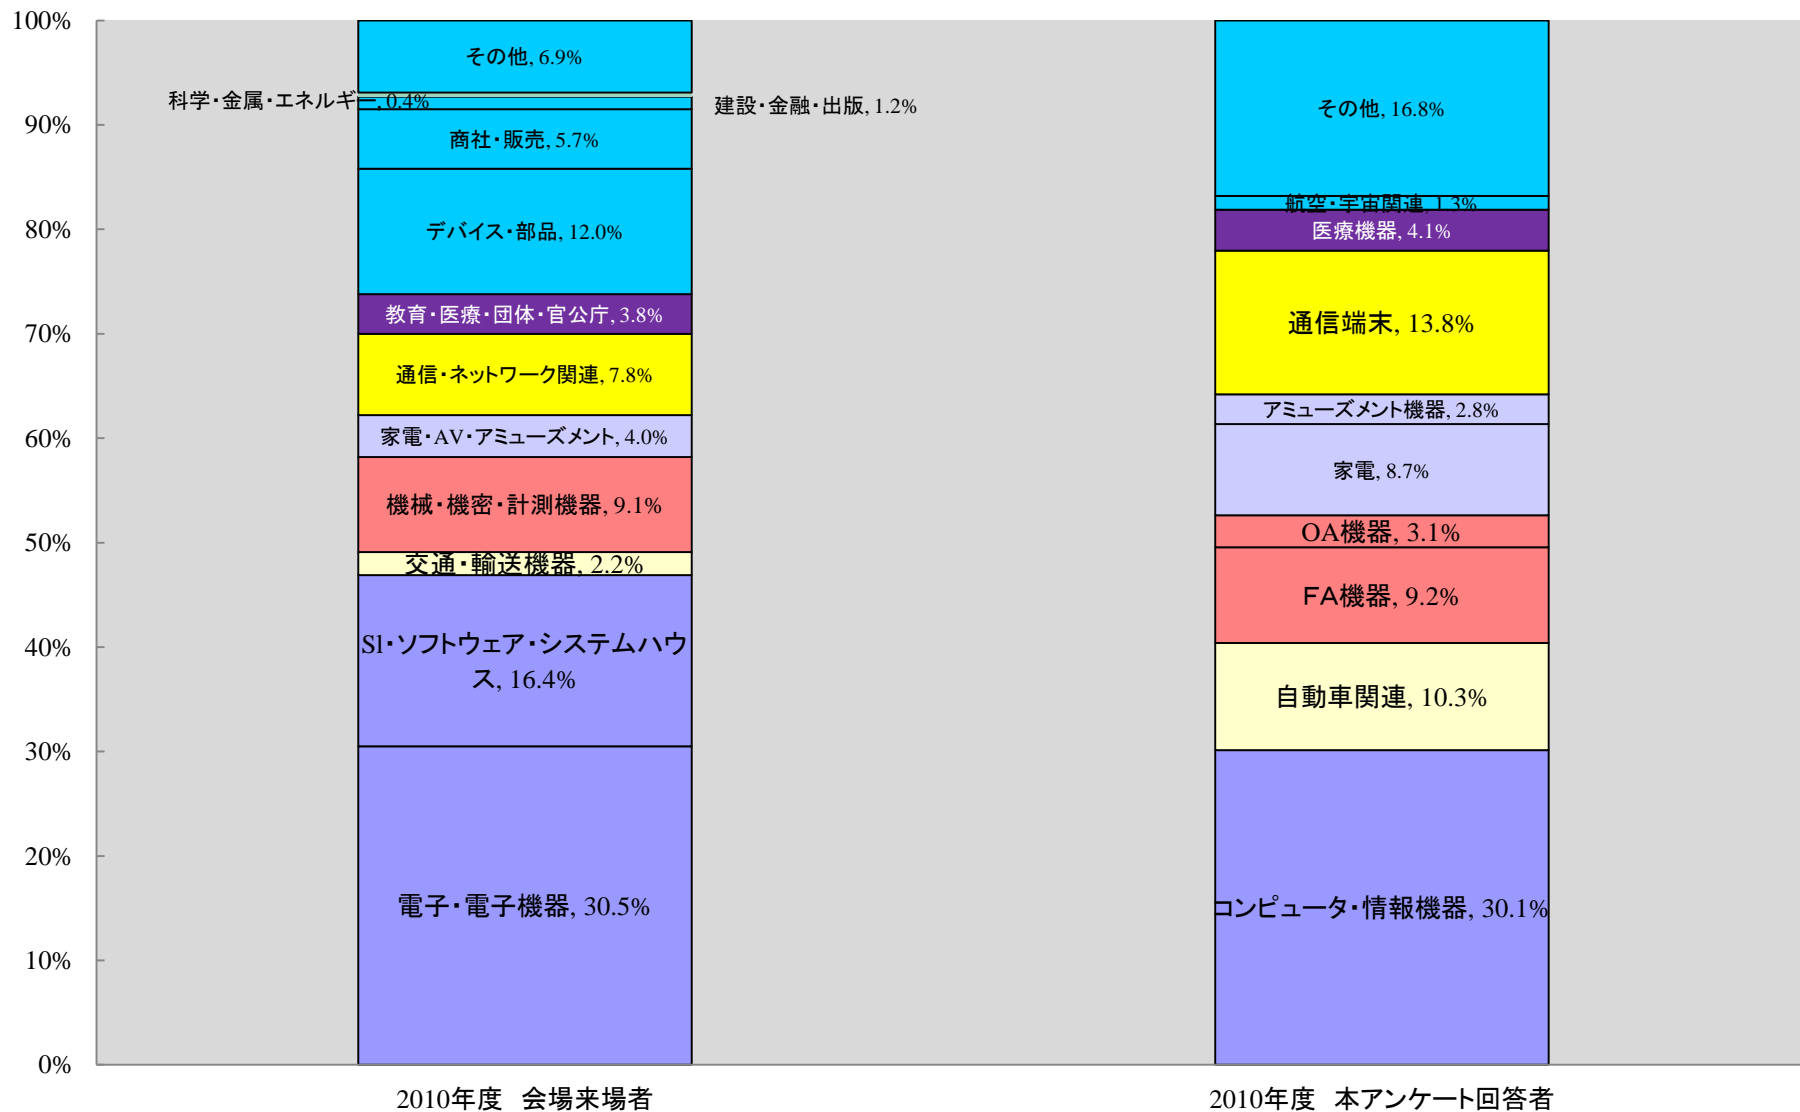 100%
90%
80%
70%
60%
50%
40%
30%
20%
10%
0%
その他, 6.9%
科学・金属・エネルギー, 0.4%
建設・金融・出版, 1.2%
商社・販売, 5.7%
デバイス・部品, 12.0%
教育・医療・団体・官公庁, 3.8%
通信・ネットワーク関連, 7.8%
家電・AV・アミューズメント, 4.0%
機械・機密・計測機器, 9.1%
交通・輸送機器, 2.2%
Sl・ソフトウェア・システムハウ
ス, 16.4%
電子・電子機器, 30.5%
2010年度　会場来場者
その他, 16.8%
航空・宇宙関連, 1.3%
医療機器, 4.1%
通信端末, 13.8%
アミューズメント機器, 2.8%
家電, 8.7%
OA機器, 3.1%
ＦＡ機器, 9.2%
自動車関連, 10.3%
コンピュータ・情報機器, 30.1%
2010年度　本アンケート回答者